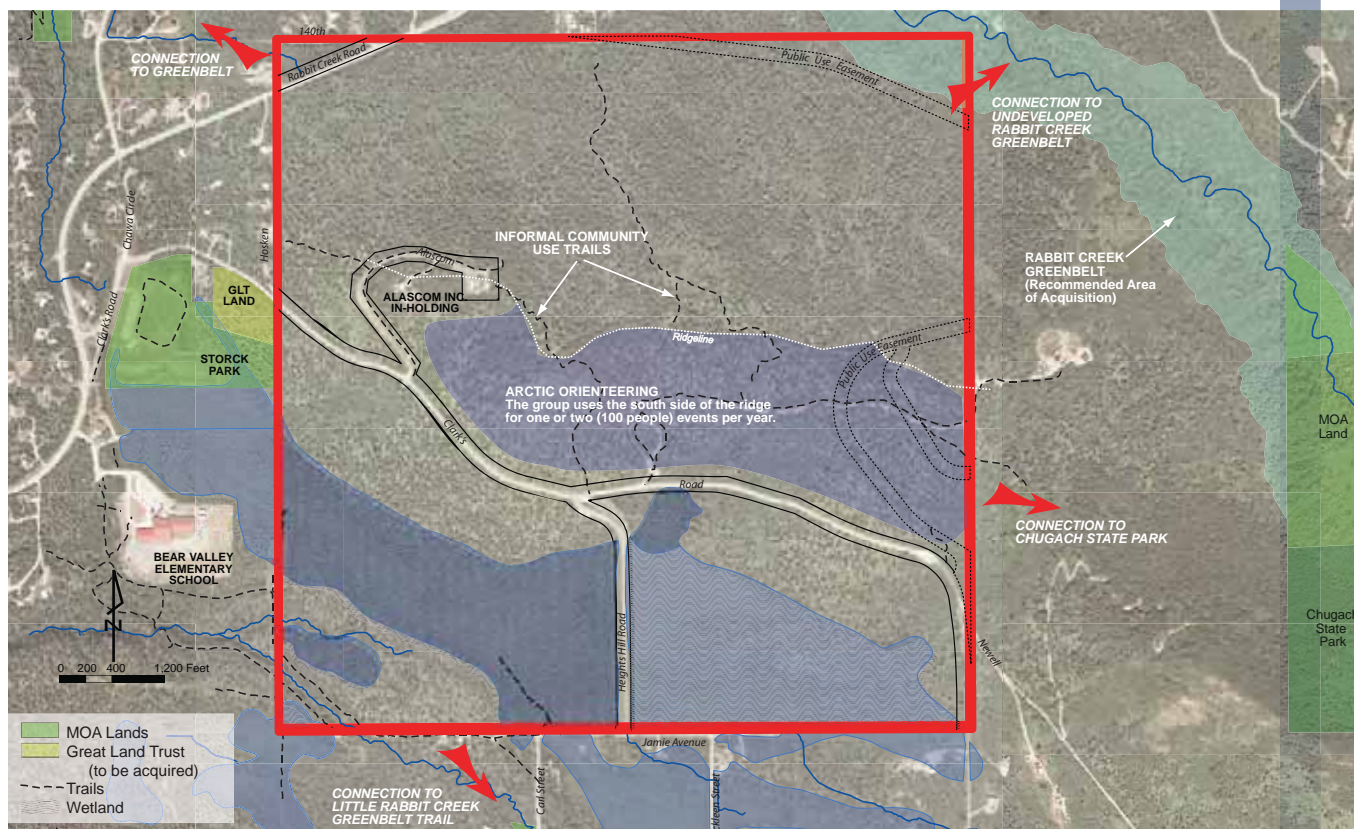 140th
Rabbit Creek Road
CONNECTION
TO GREENBELT
Public Use Easement
CONNECTION TO
UNDEVELOPED
RABBIT CREEK
GREENBELT
Chawa Circle
Hosken
INFORMAL COMMUNITY
USE TRAILS
Alascom
ALASCOM INC.
IN-HOLDING
RABBIT CREEK
GREENBELT
(Recommended Area
of Acquisition)
GLT
LAND
Clark's Road
STORCK
PARK
Ridgeline
Public Use Easement
ARCTIC ORIENTEERING
The group uses the south side of the ridge
for one or two (100 people) events per year.
MOA
Land
Clark's
Road
CONNECTION TO
CHUGACH STATE PARK
BEAR VALLEY
ELEMENTARY
SCHOOL
N
Heights Hill Road
Newell
Chugach
State
Park
0 200 400 1,200 Feet
MOA Lands
Great Land Trust
(to be acquired)
Trails
Wetland
Jamie Avenue
Carl Street
ckleen Street
CONNECTION TO
LITTLE RABBIT CREEK
GREENBELT TRAIL